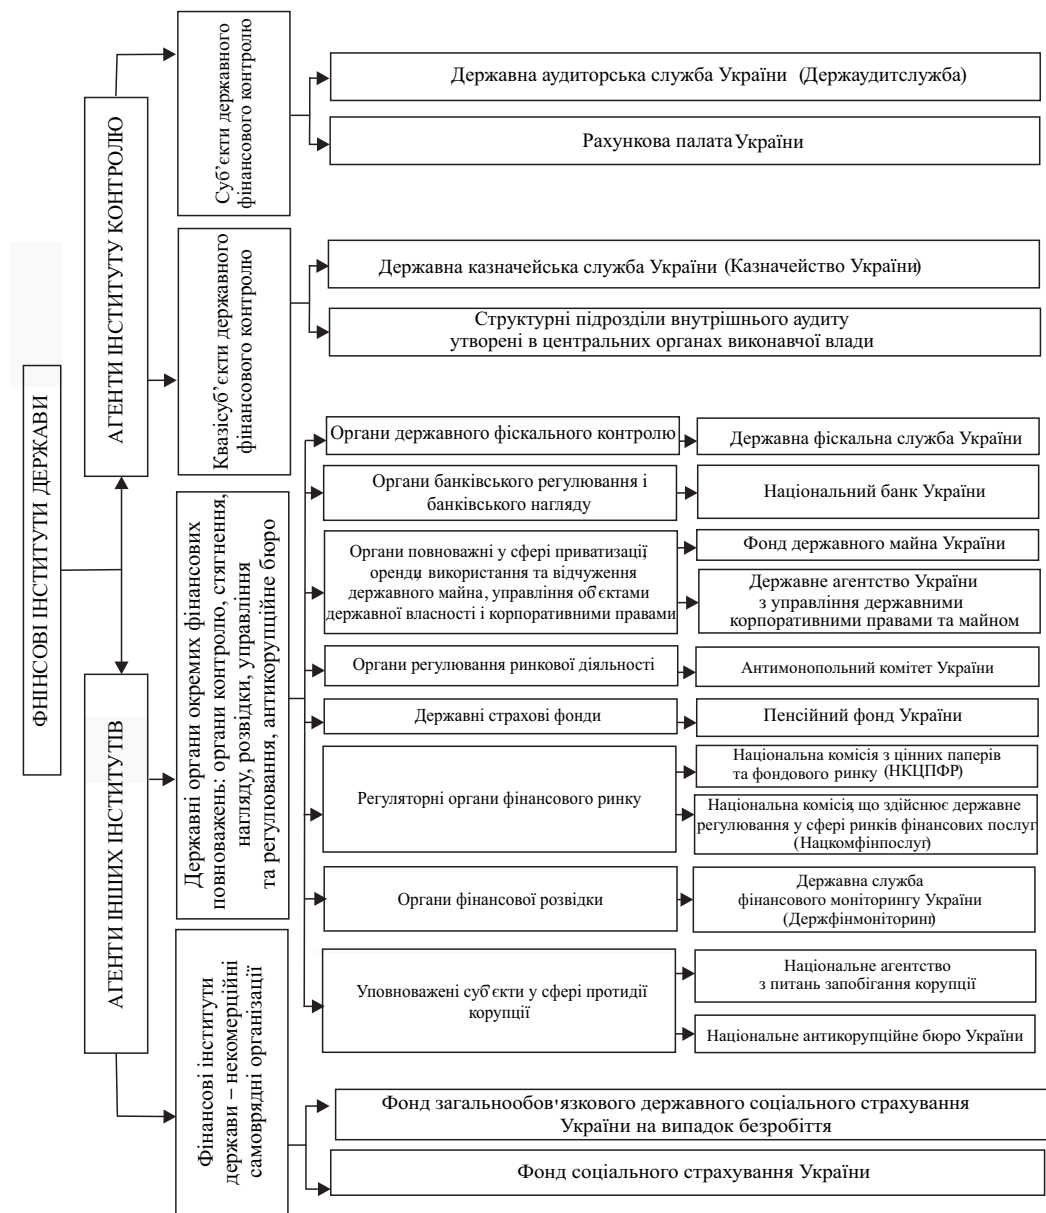 ФІНІНСОВІ ІНСТИТУТИ ДЕРЖАВИ
АГЕНТИ ІНСТИТУТУ КОНТРОЛЮ
Суб’єкти державного
фінансового контролю
Державна аудиторська служба України (Держаудитслужба)
Рахункова палата України
Квазісуб’єкти державного
фінансового контролю
Державна казначейська служба України (Казначейство України)
Структурні підрозділи внутрішнього аудиту
утворені в центральних органах виконавчої влади
АГЕНТИ ІНШИХ ІНСТИТУТІВ
Державні органи окремих фінансових
повноважень: органи контролю, стягнення,
нагляду, розвідки, управління
та регулювання, антикорупційне бюро
Органи державного фіскального контролю
Державна фіскальна служба України
Органи банківського регулювання і
банківського нагляду
Національний банк України
Органи повноважні у сфері приватизації,
оренди, використання та відчуження
державного майна, управління об'єктами
державної власності і корпоративними правами
Фонд державного майна України
Державне агентство України
з управління державними
корпоративними правами та майном
Органи регулювання ринкової діяльності
Антимонопольний комітет України
Державні страхові фонди
Пенсійний фонд України
Регуляторні органи фінансового ринку
Національна комісія з цінних паперів
та фондового ринку (НКЦПФР)
Національна комісія, що здійснює державне
регулювання у сфері ринків фінансових послуг
(Нацкомфінпослуг)
Органи фінансової розвідки
Державна служба
фінансового моніторингу України
(Держфінмоніторинг)
Уповноважені суб'єкти у сфері протидії
корупції
Національне агентство
з питань запобігання корупції
Національне антикорупційне бюро України
Фінансові інститути
держави – некомерційні
самоврядні організації
Фонд загальнообов'язкового державного соціального страхування
України на випадок безробіття
Фонд соціального страхування України